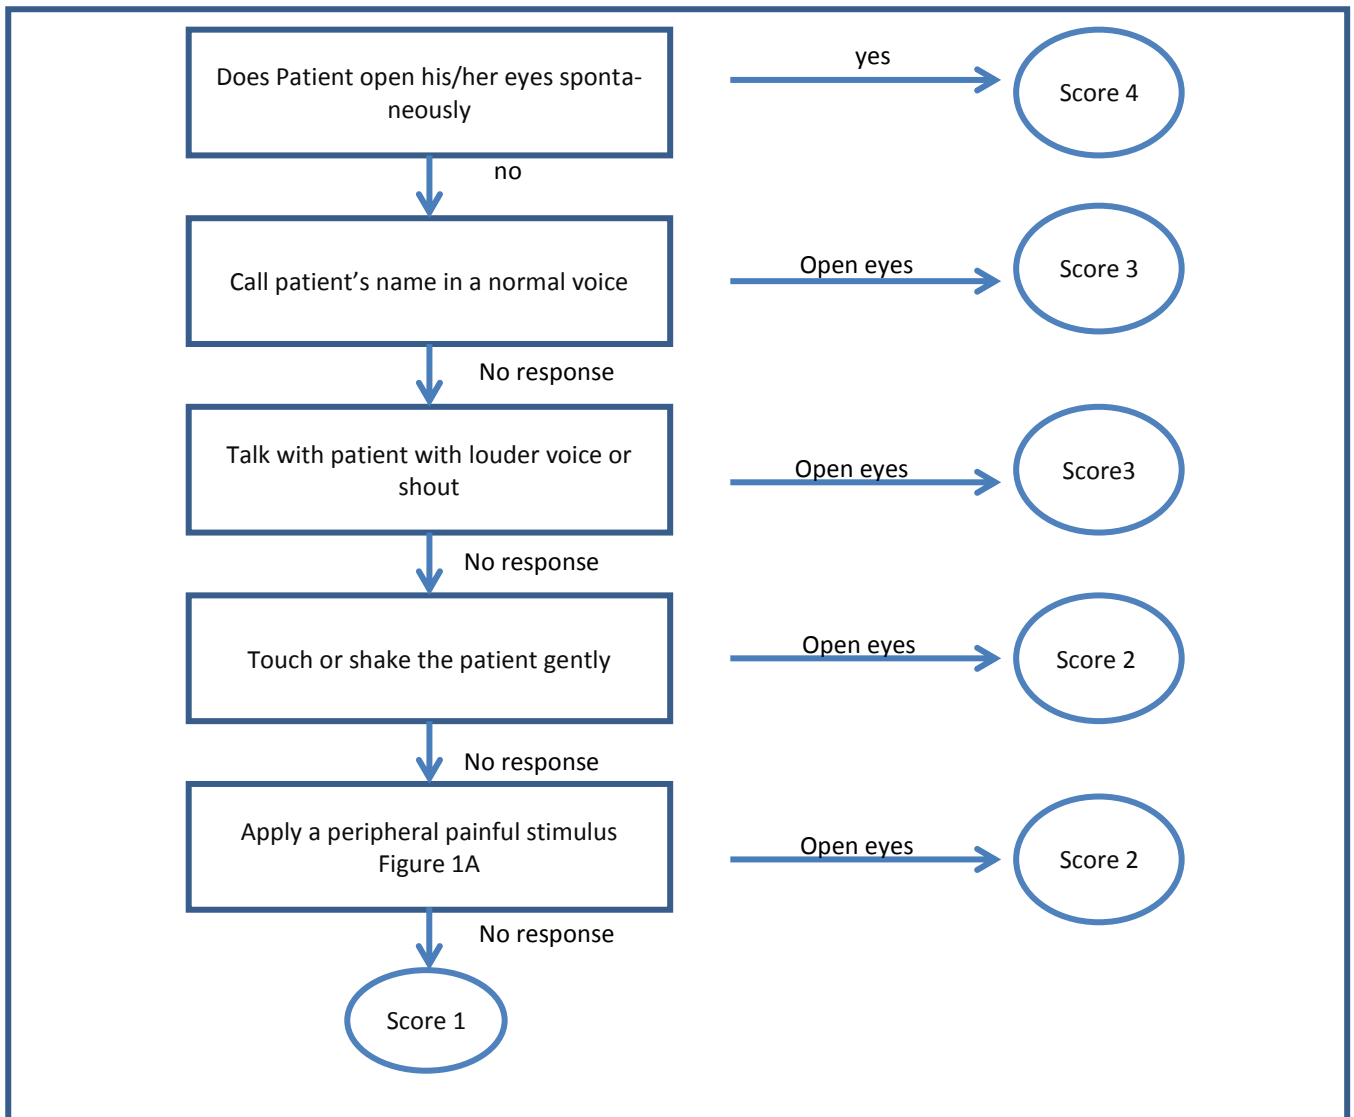 Does Patient open his/her eyes sponta-
neously
yes
Score 4
no
Call patient’s name in a normal voice
Open eyes
Score 3
No response
Talk with patient with louder voice or
shout
Open eyes
Score3
No response
Touch or shake the patient gently
Open eyes
Score 2
No response
Apply a peripheral painful stimulus
Figure 1A
Open eyes
Score 2
No response
Score 1